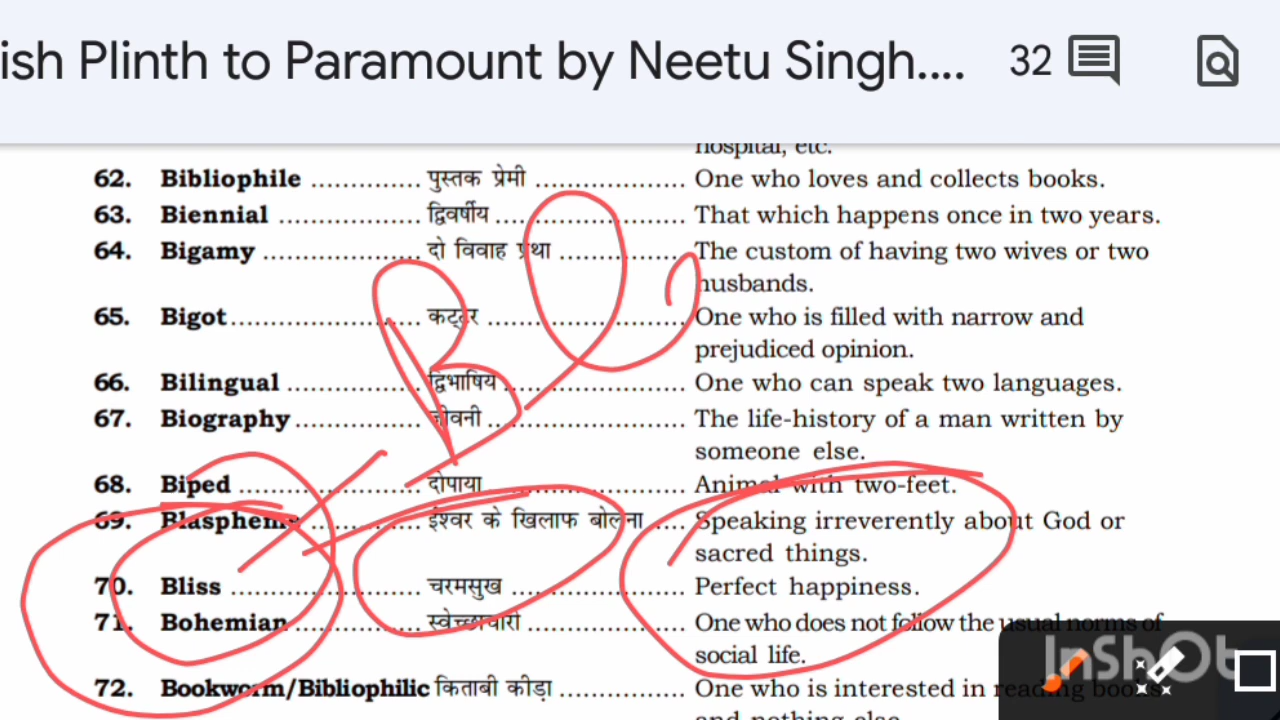 ish Plinth to Paramount by Neetu Singh.... 32
hospital, etc.
62. Bibliophile .............. पुस्तक प्रेमी ................... One who loves and collects books.
63. Biennial .................. द्विवर्षीय ........................ That which happens once in two years.
64. Bigamy .................... दो विवाह प्रथा ................ The custom of having two wives or two
husbands.
65. Bigot ........................ कट्टर ......................... One who is filled with narrow and
prejudiced opinion.
66. Bilingual ................. द्विभाषिय ....................... One who can speak two languages.
67. Biography ................ जीवनी ......................... The life-history of a man written by
someone else.
68. Biped ....................... दोपाया ......................... Animal with two-feet.
69. Blasphemy .............. ईश्वर के खिलाफ बोलना .... Speaking irreverently about God or
sacred things.
70. Bliss ........................ चरमसुख ...................... Perfect happiness.
71. Bohemian ................ स्वेच्छाचारी ..................... One who does not follow the usual norms of
social life.
72. Bookworm/Bibliophilic किताबी कीड़ा ................ One who is interested in reading books
and nothing else.
InShOt